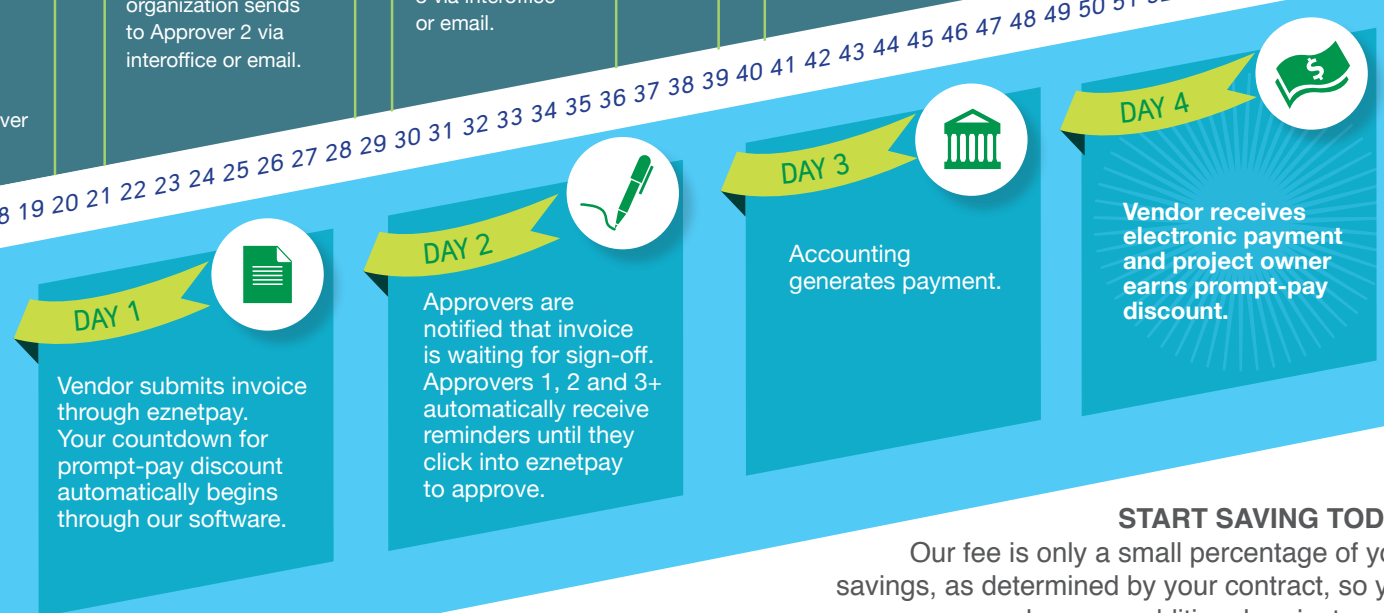 organization sends
to Approver 2 via
interoffice or email.
via interoffice
or email.
19 20 21 22 23 24 25 26 27 28 29 30 31 32 33 34 35 36 37 38 39 40 41 42 43 44 45 46 47 48 49 50 51
DAY 1
Vendor submits invoice
through eznetpay.
Your countdown for
prompt-pay discount
automatically begins
through our software.
DAY 2
Approvers are
notified that invoice
is waiting for sign-off.
Approvers 1, 2 and 3+
automatically receive
reminders until they
click into eznetpay
to approve.
DAY 3
Accounting
generates payment.
DAY 4
$
Vendor receives
electronic payment
and project owner
earns prompt-pay
discount.
START SAVING TOD
Our fee is only a small percentage of yo
savings, as determined by your contract, so y